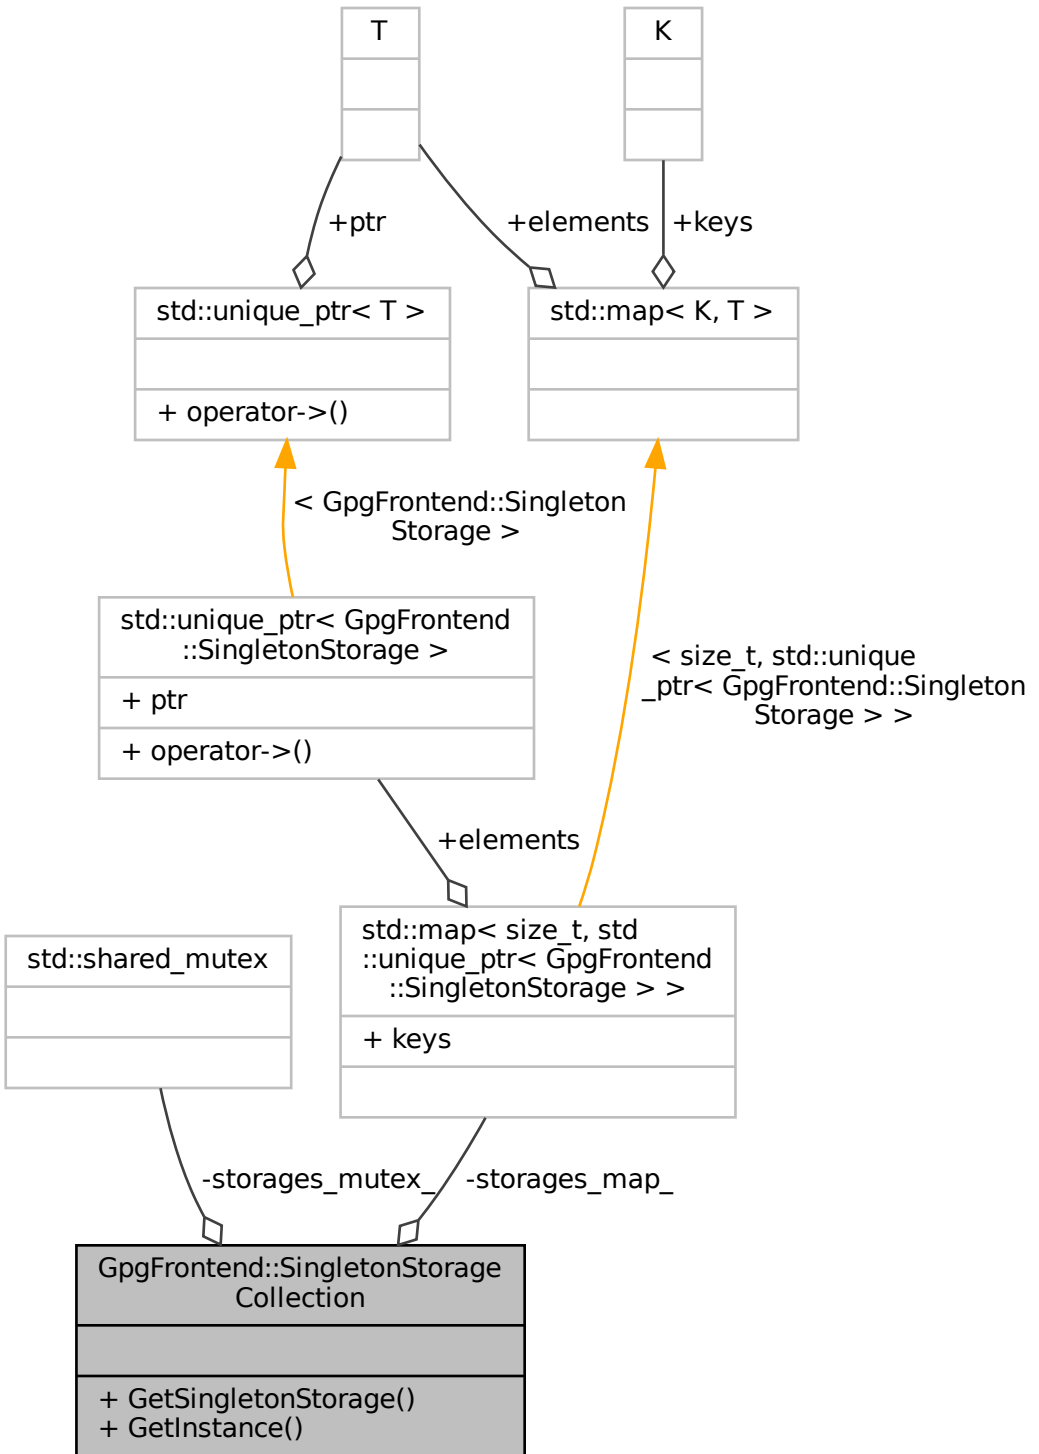 T
K
+ptr
+elements
+keys
std::unique_ptr< T >
+ operator->()
std::map< K, T >
< GpgFrontend::Singleton
Storage >
std::unique_ptr< GpgFrontend
::SingletonStorage >
+ ptr
+ operator->()
< size_t, std::unique
_ptr< GpgFrontend::Singleton
Storage > >
+elements
std::shared_mutex
std::map< size_t, std
::unique_ptr< GpgFrontend
::SingletonStorage > >
+ keys
-storages_mutex_
-storages_map_
GpgFrontend::SingletonStorage
Collection
+ GetSingletonStorage()
+ GetInstance()